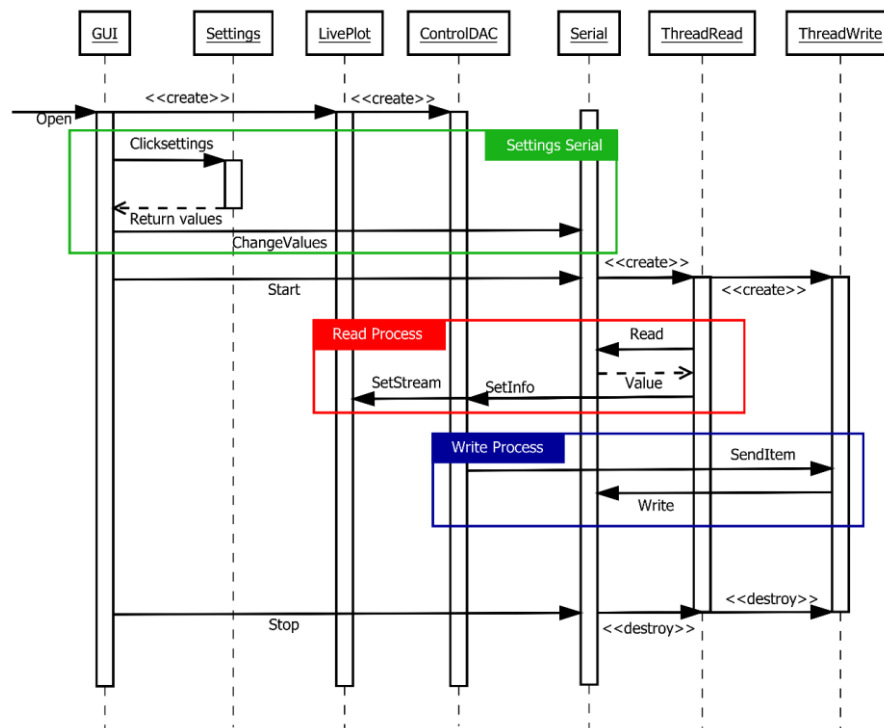 GUI
Settings
LivePlot
ControlDAC
Serial
ThreadRead
ThreadWrite
<<create>>
<<create>>
Open
Settings Serial
Clicksettings
Return values
ChangeValues
<<create>>
Start
<<create>>
Read Process
Read
Value
SetStream
SetInfo
Write Process
SendItem
Write
<<destroy>>
Stop
<<destroy>>